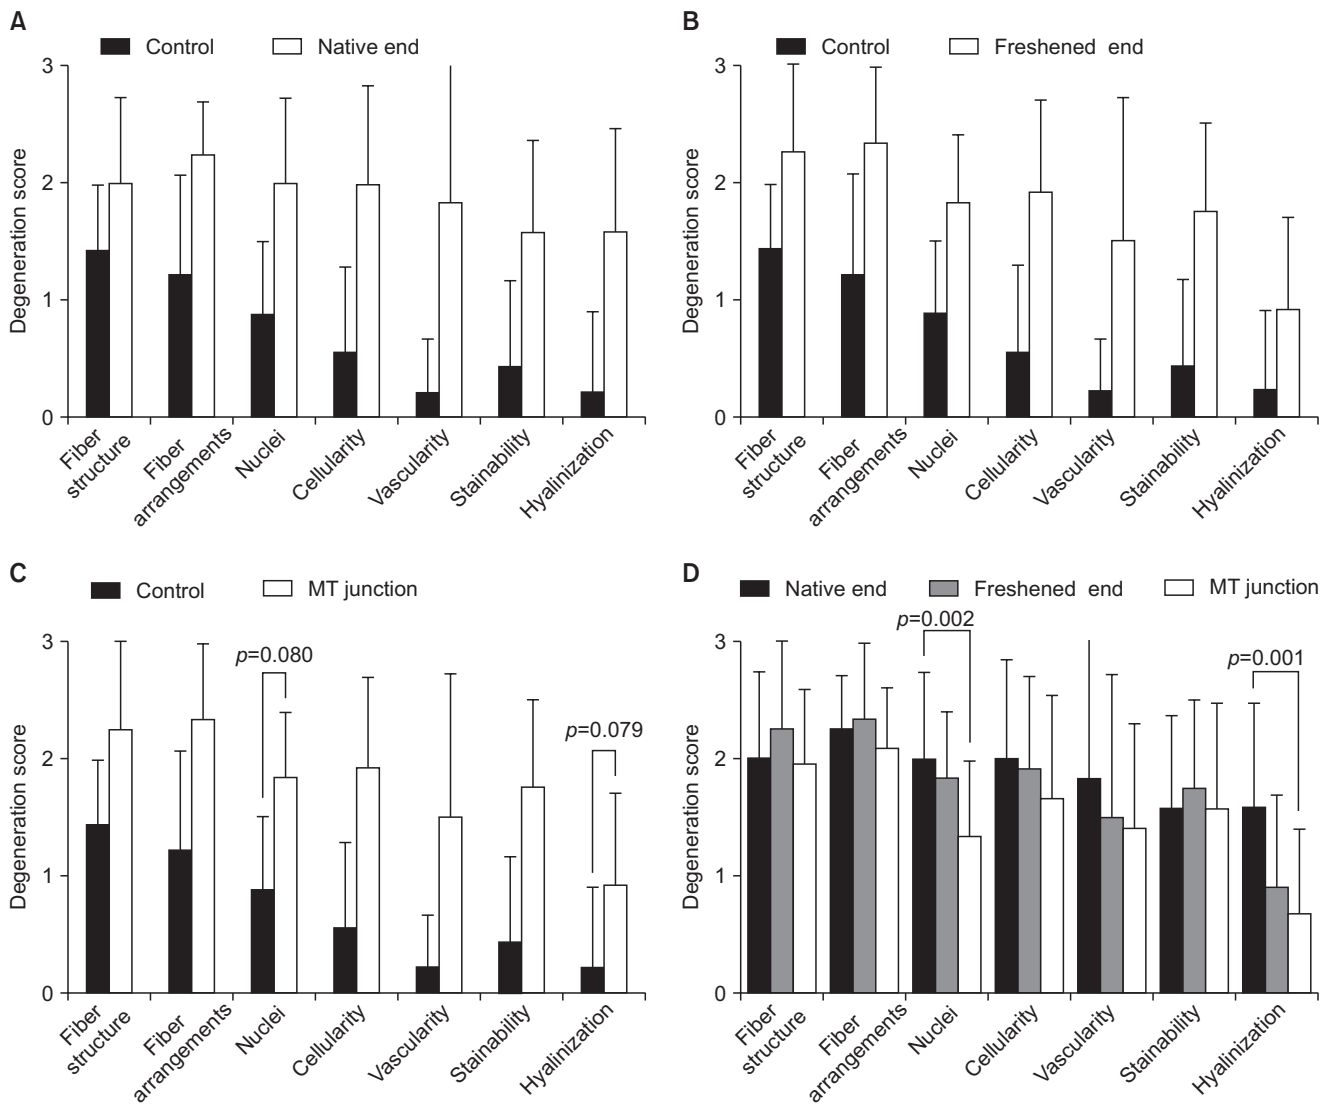 A
Control
Native end
Degeneration score
3
2
1
0
Fiber
structure
Fiber
arrangements
Nuclei
Cellularity
Vascularity
Stainability
Hyalinization
B
Control
Freshened end
Degeneration score
3
2
1
0
Fiber
structure
Fiber
arrangements
Nuclei
Cellularity
Vascularity
Stainability
Hyalinization
C
Control
MT junction
Degeneration score
3
2
1
0
p=0.080
p=0.079
Fiber
structure
Fiber
arrangements
Nuclei
Cellularity
Vascularity
Stainability
Hyalinization
D
Native end
Freshened end
MT junction
Degeneration score
3
2
1
0
p=0.002
p=0.001
Fiber
structure
Fiber
arrangements
Nuclei
Cellularity
Vascularity
Stainability
Hyalinization